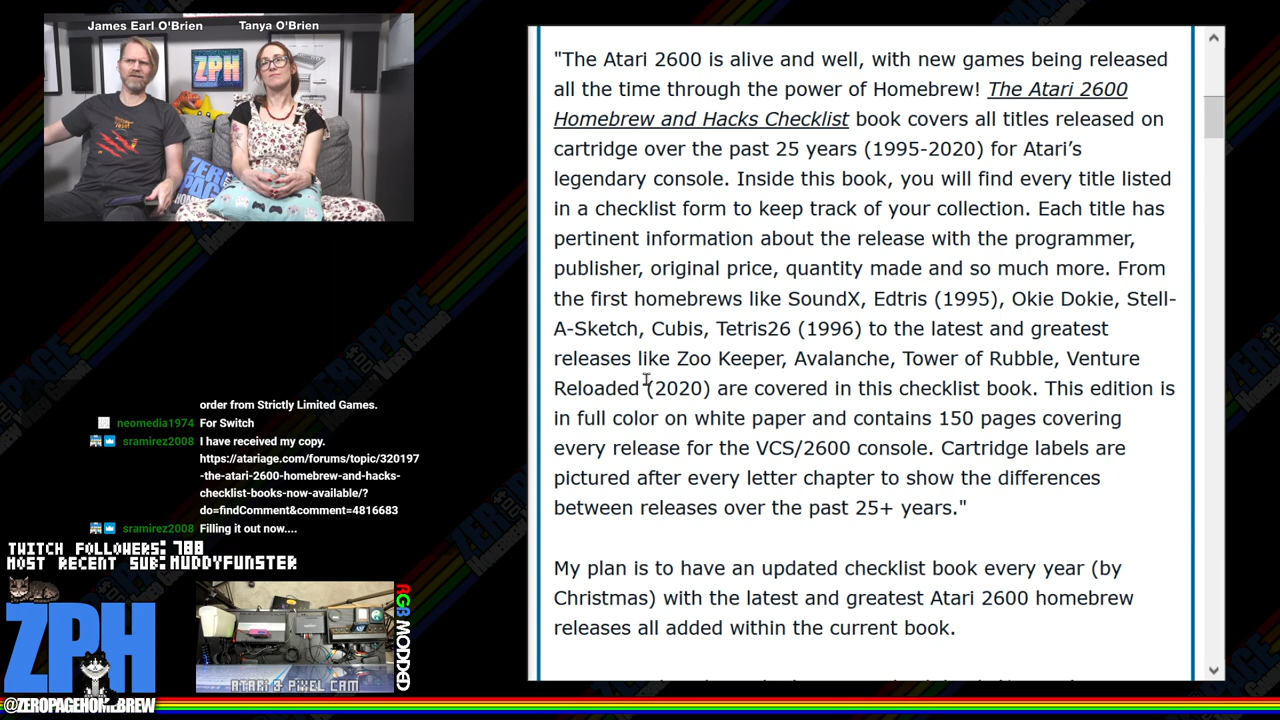 James Earl O'Brien
Tanya O'Brien
ZPH
"The Atari 2600 is alive and well, with new games being released
all the time through the power of Homebrew! The Atari 2600
Homebrew and Hacks Checklist book covers all titles released on
cartridge over the past 25 years (1995-2020) for Atari’s
legendary console. Inside this book, you will find every title listed
in a checklist form to keep track of your collection. Each title has
pertinent information about the release with the programmer,
publisher, original price, quantity made and so much more. From
the first homebrews like SoundX, Edtris (1995), Okie Dokie, Stell-
A-Sketch, Cubis, Tetris26 (1996) to the latest and greatest
releases like Zoo Keeper, Avalanche, Tower of Rubble, Venture
Reloaded (2020) are covered in this checklist book. This edition is
in full color on white paper and contains 150 pages covering
every release for the VCS/2600 console. Cartridge labels are
pictured after every letter chapter to show the differences
between releases over the past 25+ years."
My plan is to have an updated checklist book every year (by
Christmas) with the latest and greatest Atari 2600 homebrew
releases all added within the current book.
order from Strictly Limited Games.
neomedia1974 For Switch
sramirez2008 I have received my copy.
https://atariage.com/forums/topic/320197
-the-atari-2600-homebrew-and-hacks-
checklist-books-now-available/?
do=findComment&comment=4816683
sramirez2008 Filling it out now....
TWITCH FOLLOWERS: 788
MOST RECENT SUB: MUDDYFUNSTER
ZPH
@ZEROPAGEHOMEBREW
ATARI & PIXEL CAM
RGB MODDED